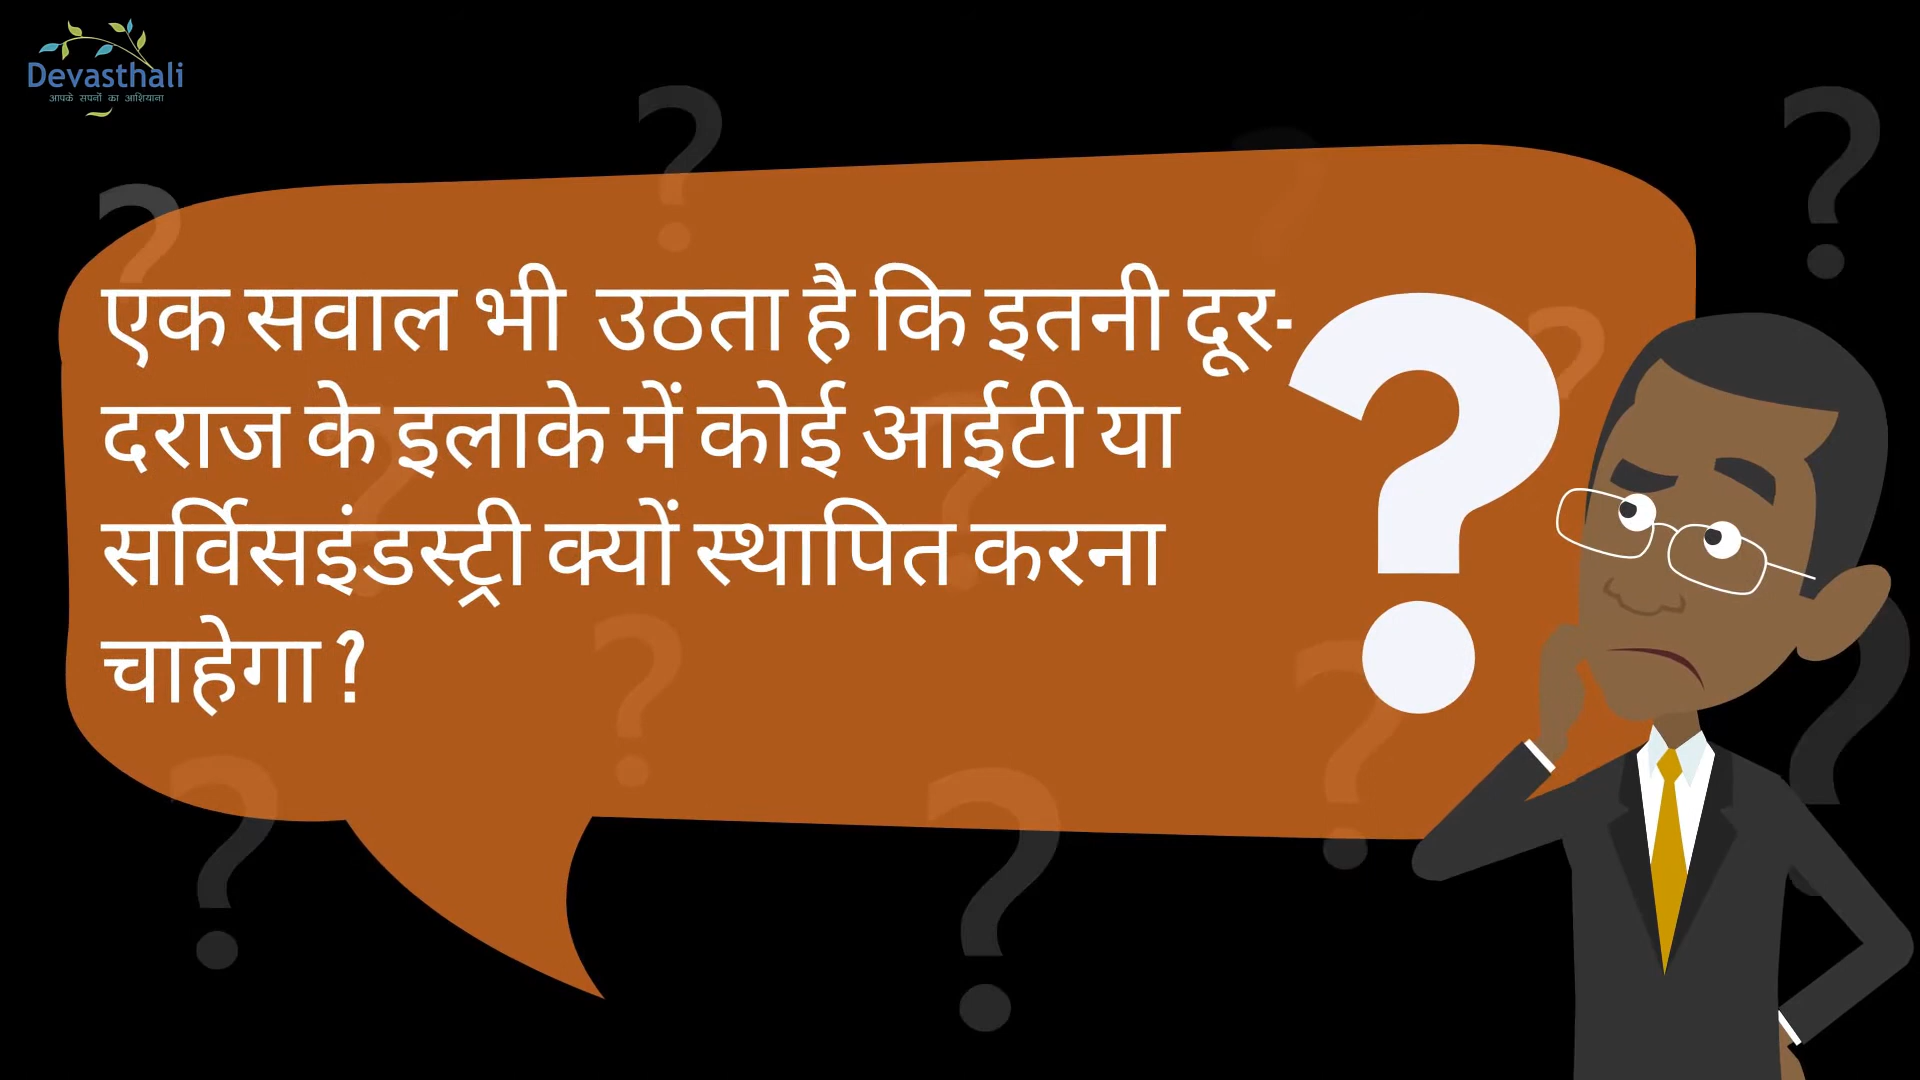 Devasthali
आपके सपनों का आशियाना
एक सवाल भी उठता है कि इतनी दूर-
दराज के इलाके में कोई आईटी या
सर्विसइंडस्ट्री क्यों स्थापित करना
चाहेगा ?
?